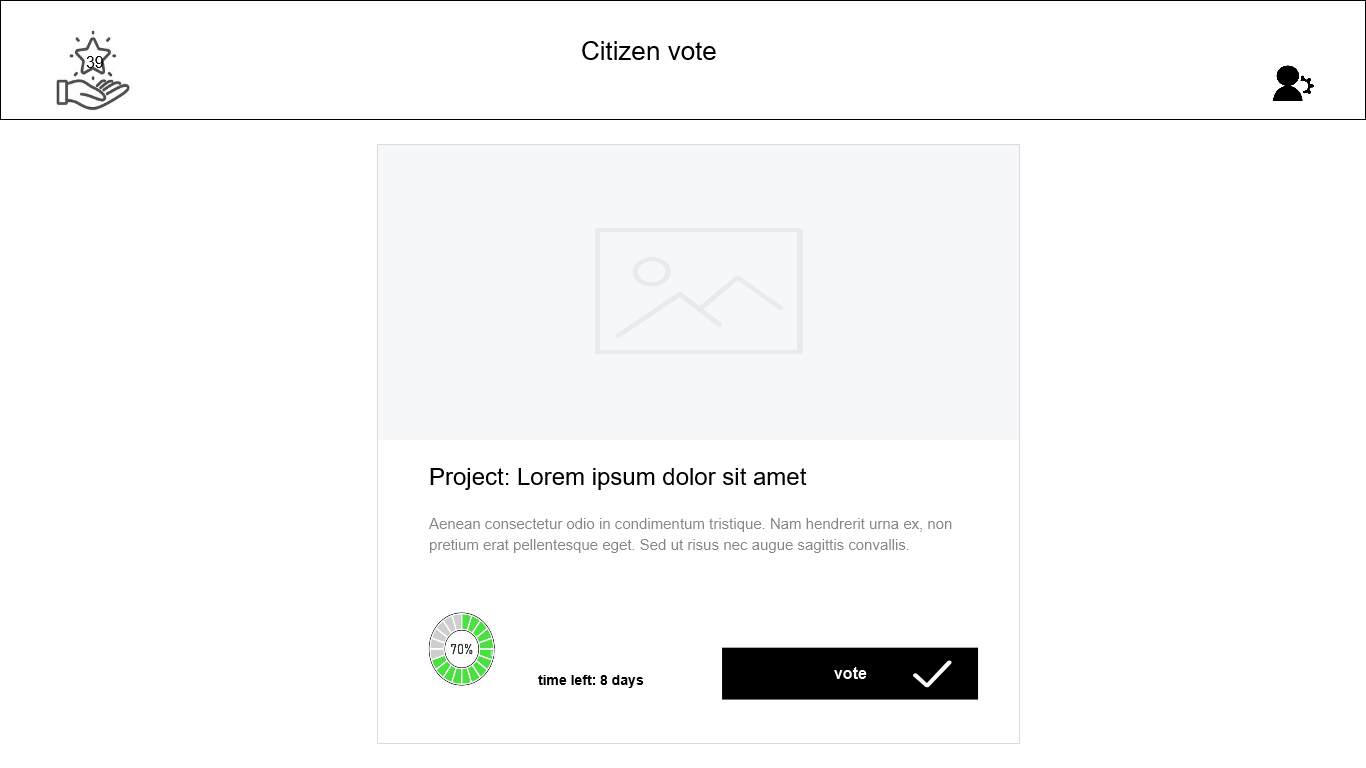 39
Citizen vote
Project: Lorem ipsum dolor sit amet
Aenean consectetur odio in condimentum tristique. Nam hendrerit urna ex, non
pretium erat pellentesque eget. Sed ut risus nec augue sagittis convallis.
70%
time left: 8 days
vote